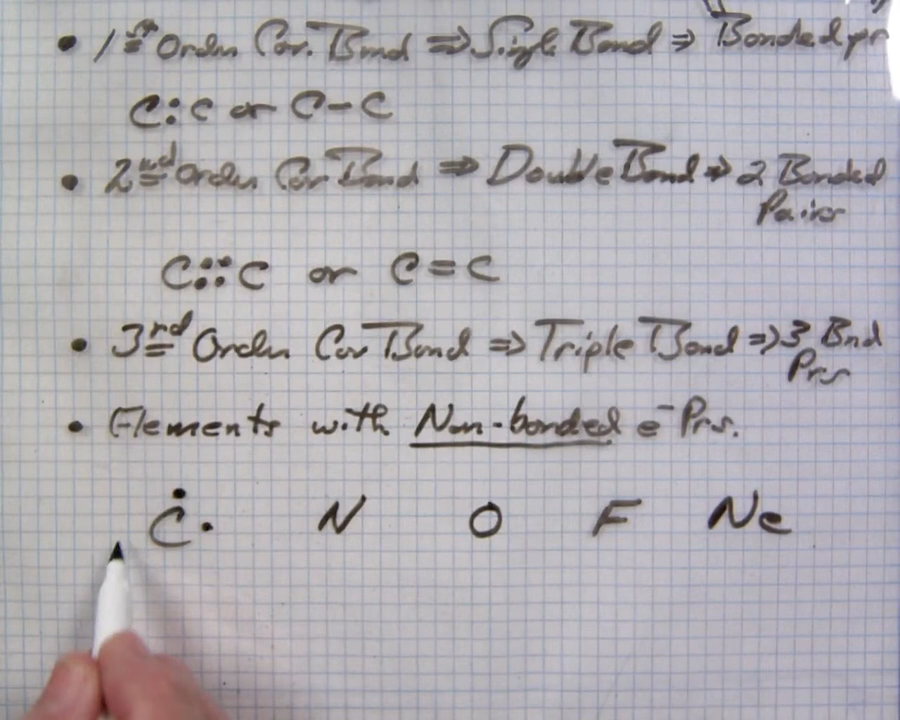 • 1st Order Cov. Bond ⇒ Single Bond ⇒ Bonded pr
C:C or C–C
• 2nd Order Cov Bond ⇒ Double Bond ⇒ 2 Bonded
Pairs
C::C or C=C
• 3rd Order Cov Bond ⇒ Triple Bond ⇒ 3 Bnd
Prs
• Elements with Non-bonded e⁻ Prs.
C N O F Ne